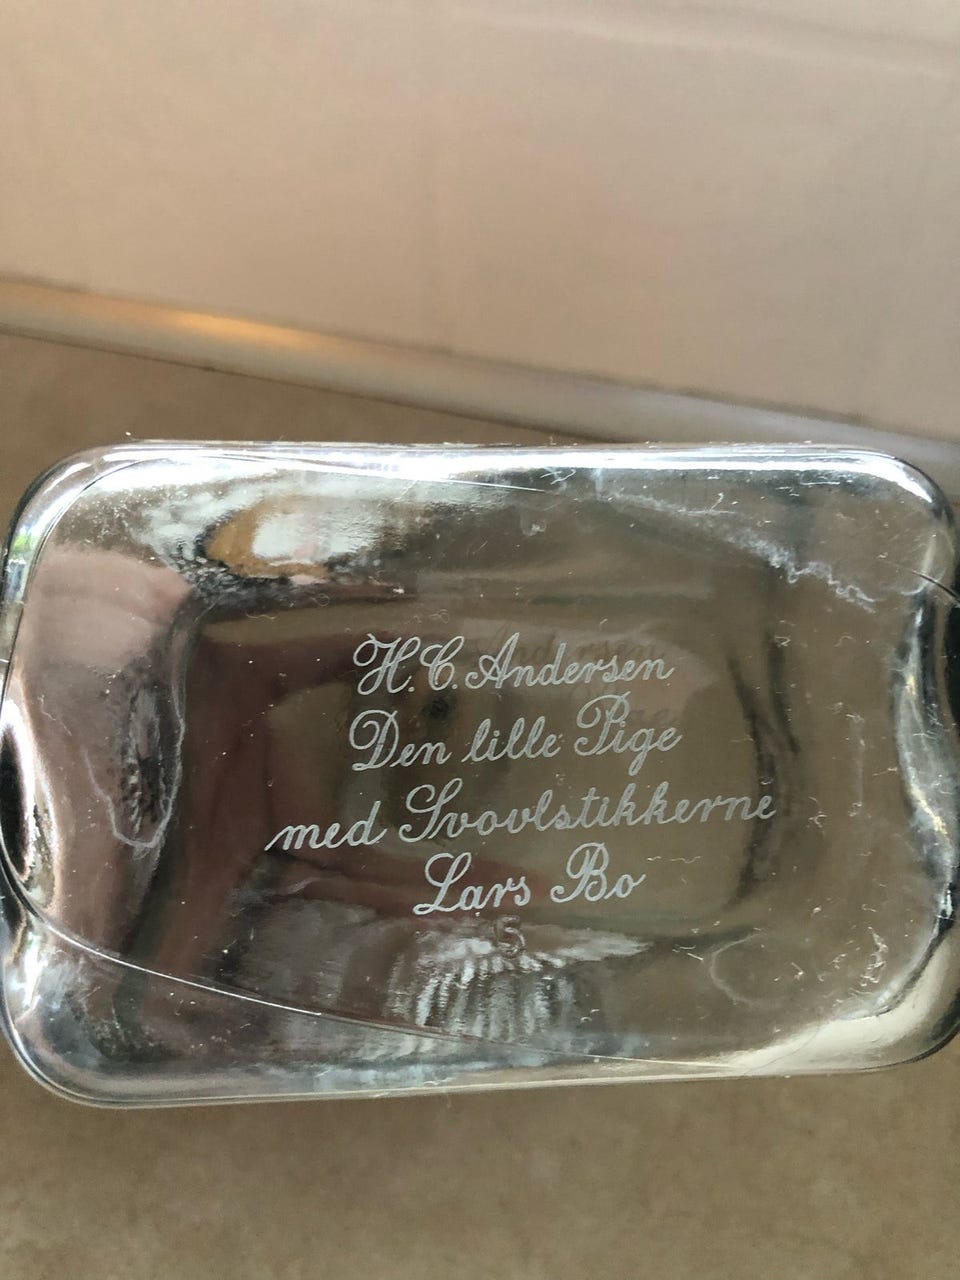 H.C. Andersen
Den lille Pige
med Svovlstikkerne
Lars Bo
5